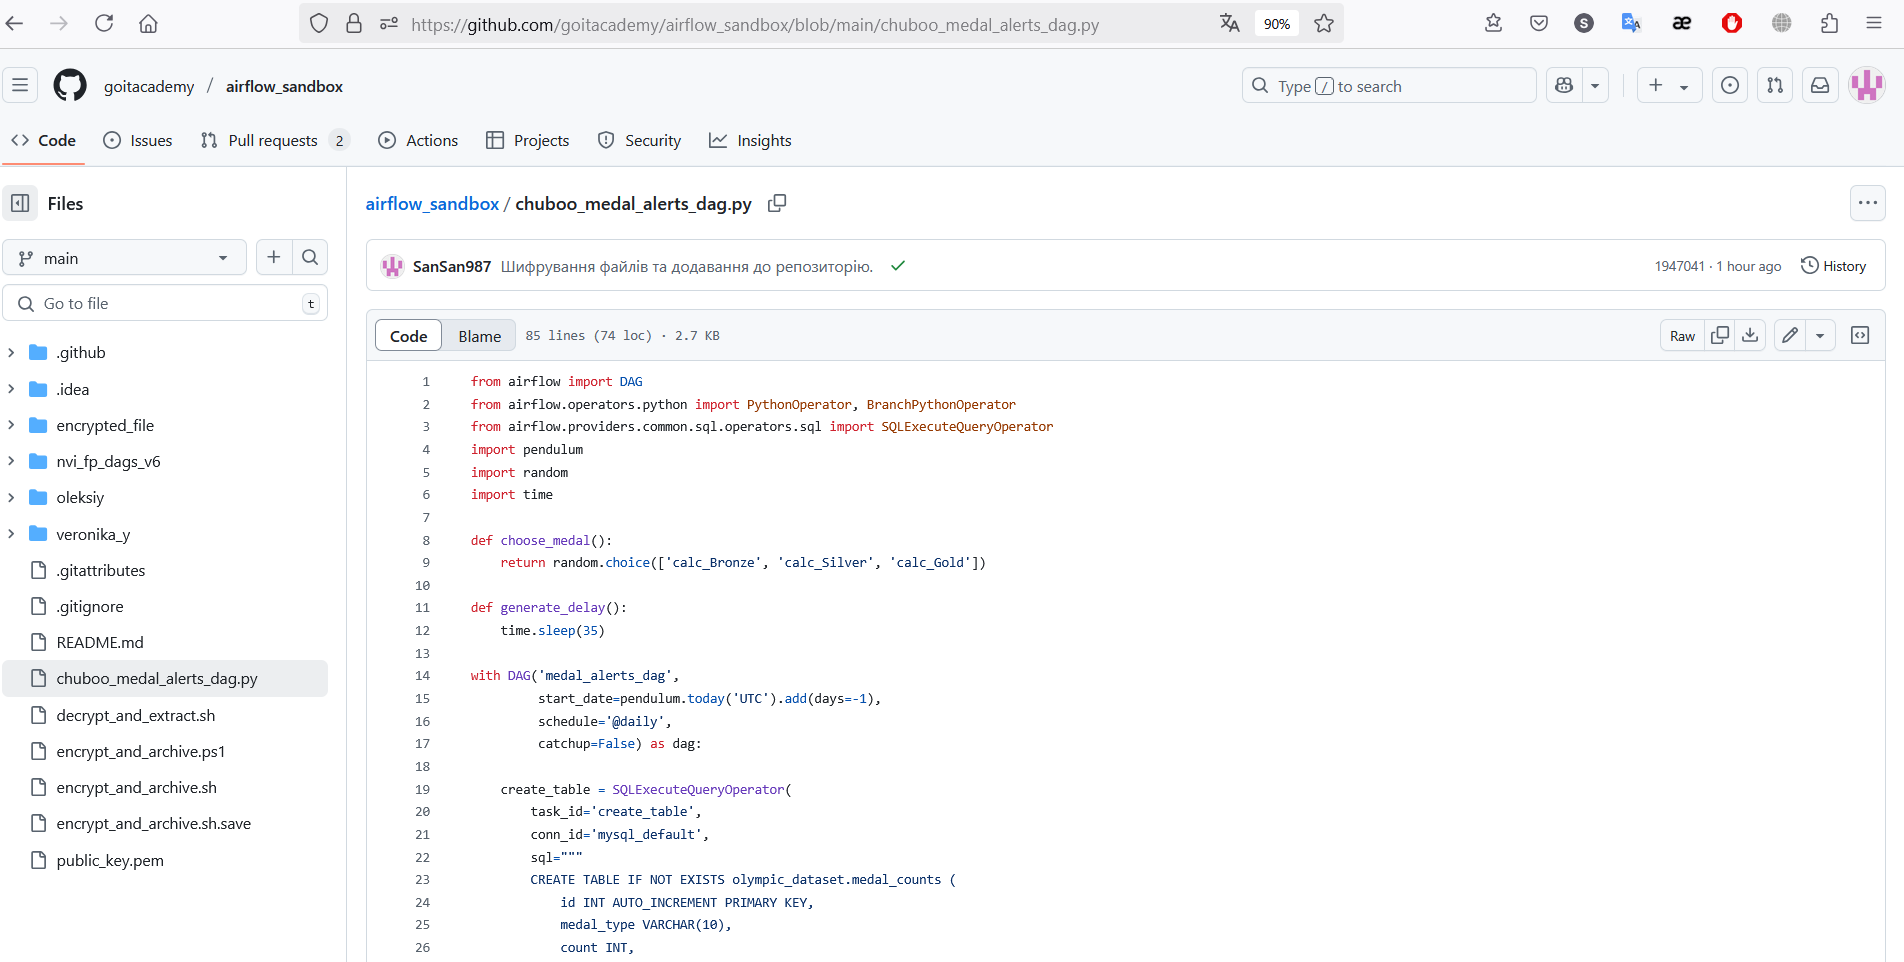 https://github.com/goitacademy/airflow_sandbox/blob/main/chuboo_medal_alerts_dag.py
90%
S
goitacademy / airflow_sandbox
Type / to search
Code
Issues
Pull requests 2
Actions
Projects
Security
Insights
Files
main
Go to file
t
.github
.idea
encrypted_file
nvi_fp_dags_v6
oleksiy
veronika_y
.gitattributes
.gitignore
README.md
chuboo_medal_alerts_dag.py
decrypt_and_extract.sh
encrypt_and_archive.ps1
encrypt_and_archive.sh
encrypt_and_archive.sh.save
public_key.pem
airflow_sandbox / chuboo_medal_alerts_dag.py
SanSan987 Шифрування файлів та додавання до репозиторію.
1947041 · 1 hour ago
History
Code
Blame
85 lines (74 loc) · 2.7 KB
Raw
1 from airflow import DAG
2 from airflow.operators.python import PythonOperator, BranchPythonOperator
3 from airflow.providers.common.sql.operators.sql import SQLExecuteQueryOperator
4 import pendulum
5 import random
6 import time
7
8 def choose_medal():
9 return random.choice(['calc_Bronze', 'calc_Silver', 'calc_Gold'])
10
11 def generate_delay():
12 time.sleep(35)
13
14 with DAG('medal_alerts_dag',
15 start_date=pendulum.today('UTC').add(days=-1),
16 schedule='@daily',
17 catchup=False) as dag:
18
19 create_table = SQLExecuteQueryOperator(
20 task_id='create_table',
21 conn_id='mysql_default',
22 sql="""
23 CREATE TABLE IF NOT EXISTS olympic_dataset.medal_counts (
24 id INT AUTO_INCREMENT PRIMARY KEY,
25 medal_type VARCHAR(10),
26 count INT,